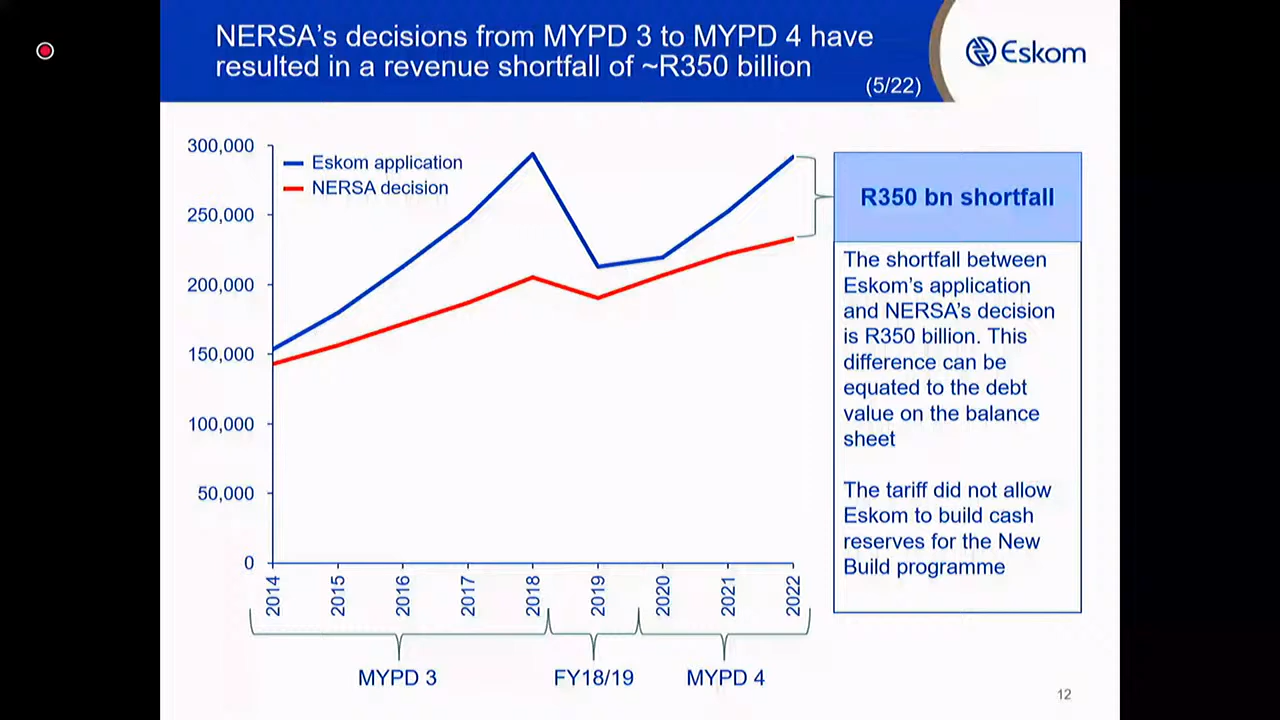 NERSA’s decisions from MYPD 3 to MYPD 4 have
resulted in a revenue shortfall of ~R350 billion
(5/22)
Eskom
300,000
250,000
200,000
150,000
100,000
50,000
0
Eskom application
NERSA decision
2014
2015
2016
2017
2018
2019
2020
2021
2022
MYPD 3
FY18/19
MYPD 4
R350 bn shortfall
The shortfall between
Eskom’s application
and NERSA’s decision
is R350 billion. This
difference can be
equated to the debt
value on the balance
sheet
The tariff did not allow
Eskom to build cash
reserves for the New
Build programme
12